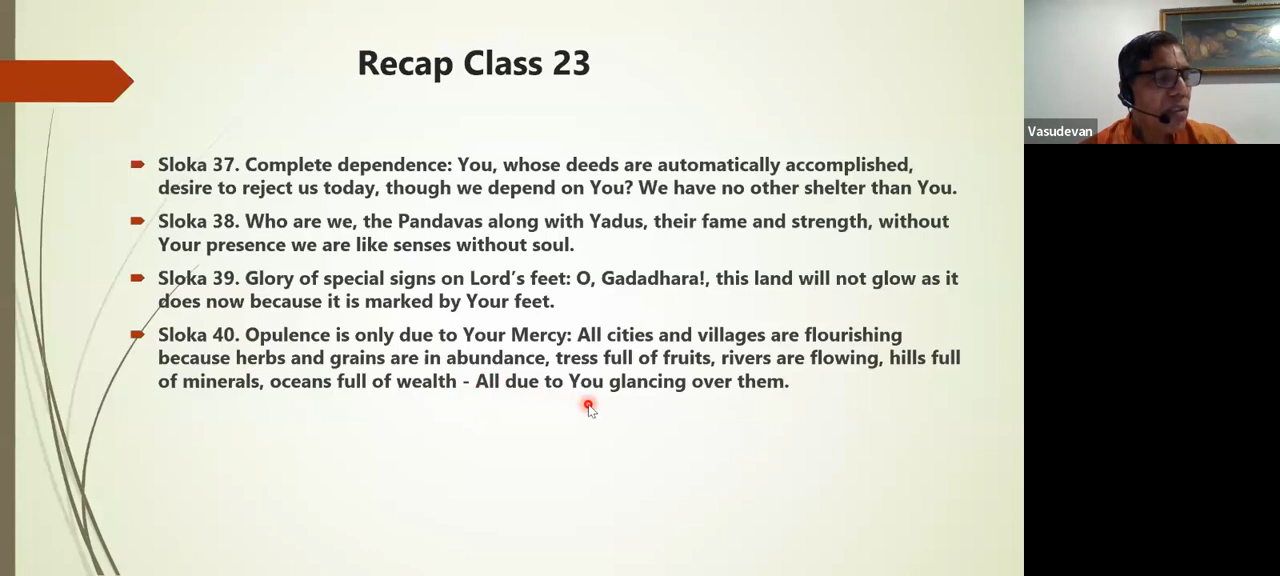 Recap Class 23
Sloka 37. Complete dependence: You, whose deeds are automatically accomplished,
desire to reject us today, though we depend on You? We have no other shelter than You.
Sloka 38. Who are we, the Pandavas along with Yadus, their fame and strength, without
Your presence we are like senses without soul.
Sloka 39. Glory of special signs on Lord's feet: O, Gadadhara!, this land will not glow as it
does now because it is marked by Your feet.
Sloka 40. Opulence is only due to Your Mercy: All cities and villages are flourishing
because herbs and grains are in abundance, tress full of fruits, rivers are flowing, hills full
of minerals, oceans full of wealth - All due to You glancing over them.
Vasudevan